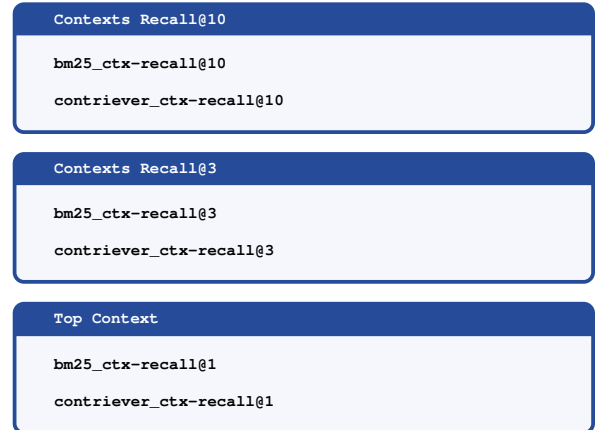 Contexts Recall@10
bm25_ctx-recall@10
contriever_ctx-recall@10
Contexts Recall@3
bm25_ctx-recall@3
contriever_ctx-recall@3
Top Context
bm25_ctx-recall@1
contriever_ctx-recall@1